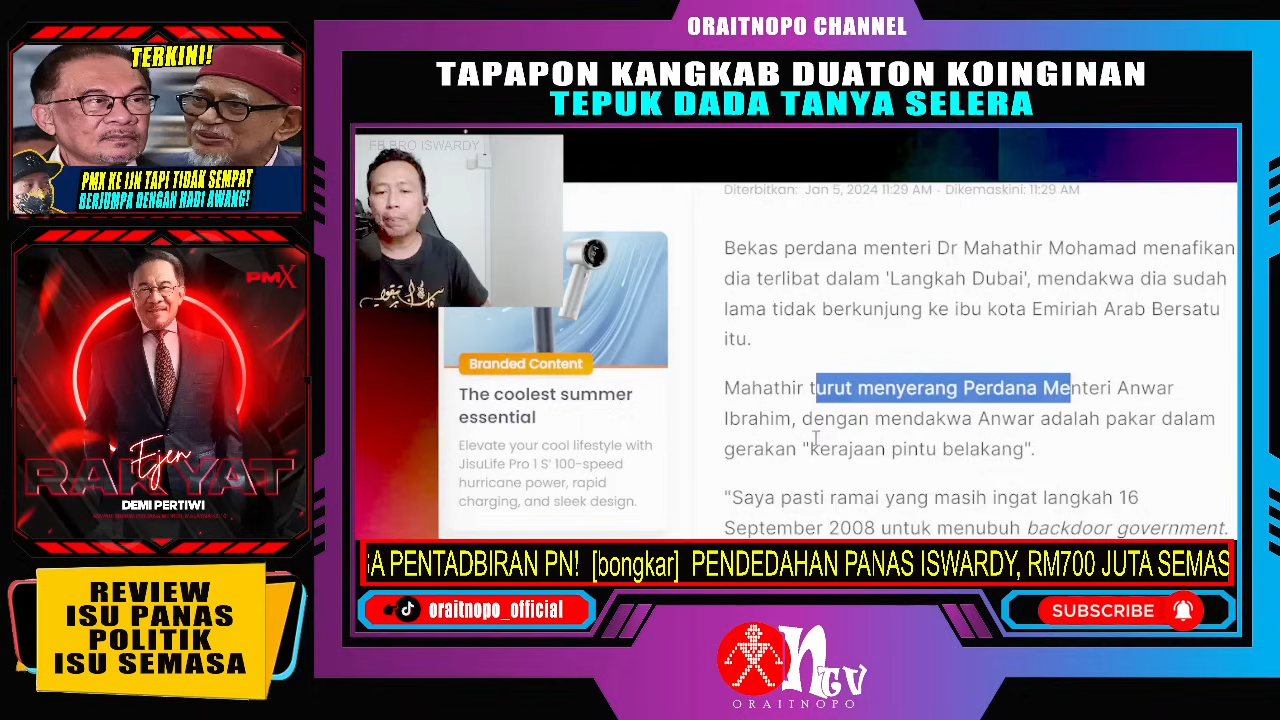 ORAITNOPO CHANNEL
TERKINI!
PMX KE IJN TAPI TIDAK SEMPAT
BERJUMPA DENGAN HADI AWANG!
TAPAPON KANGKAB DUATON KOINGINAN
TEPUK DADA TANYA SELERA
FB BRO ISWARDY
Diterbitkan: Jan 5, 2024 11:29 AM - Dikemaskini: 11:29 AM
Bekas perdana menteri Dr Mahathir Mohamad menafikan
dia terlibat dalam 'Langkah Dubai', mendakwa dia sudah
lama tidak berkunjung ke ibu kota Emiriah Arab Bersatu
itu.
Mahathir turut menyerang Perdana Menteri Anwar
Ibrahim, dengan mendakwa Anwar adalah pakar dalam
gerakan "kerajaan pintu belakang".
"Saya pasti ramai yang masih ingat langkah 16
September 2008 untuk menubuh backdoor government.
Branded Content
The coolest summer
essential
Elevate your cool lifestyle with
JisuLife Pro 1 S' 100-speed
hurricane power, rapid
charging, and sleek design.
PMX
Ejen
RAKYAT
DEMI PERTIWI
A PENTADBIRAN PN! [bongkar] PENDEDAHAN PANAS ISWARDY, RM700 JUTA SEMAS
REVIEW
ISU PANAS
POLITIK
ISU SEMASA
oraitnopo_official
SUBSCRIBE
ntv
ORAITNOPO